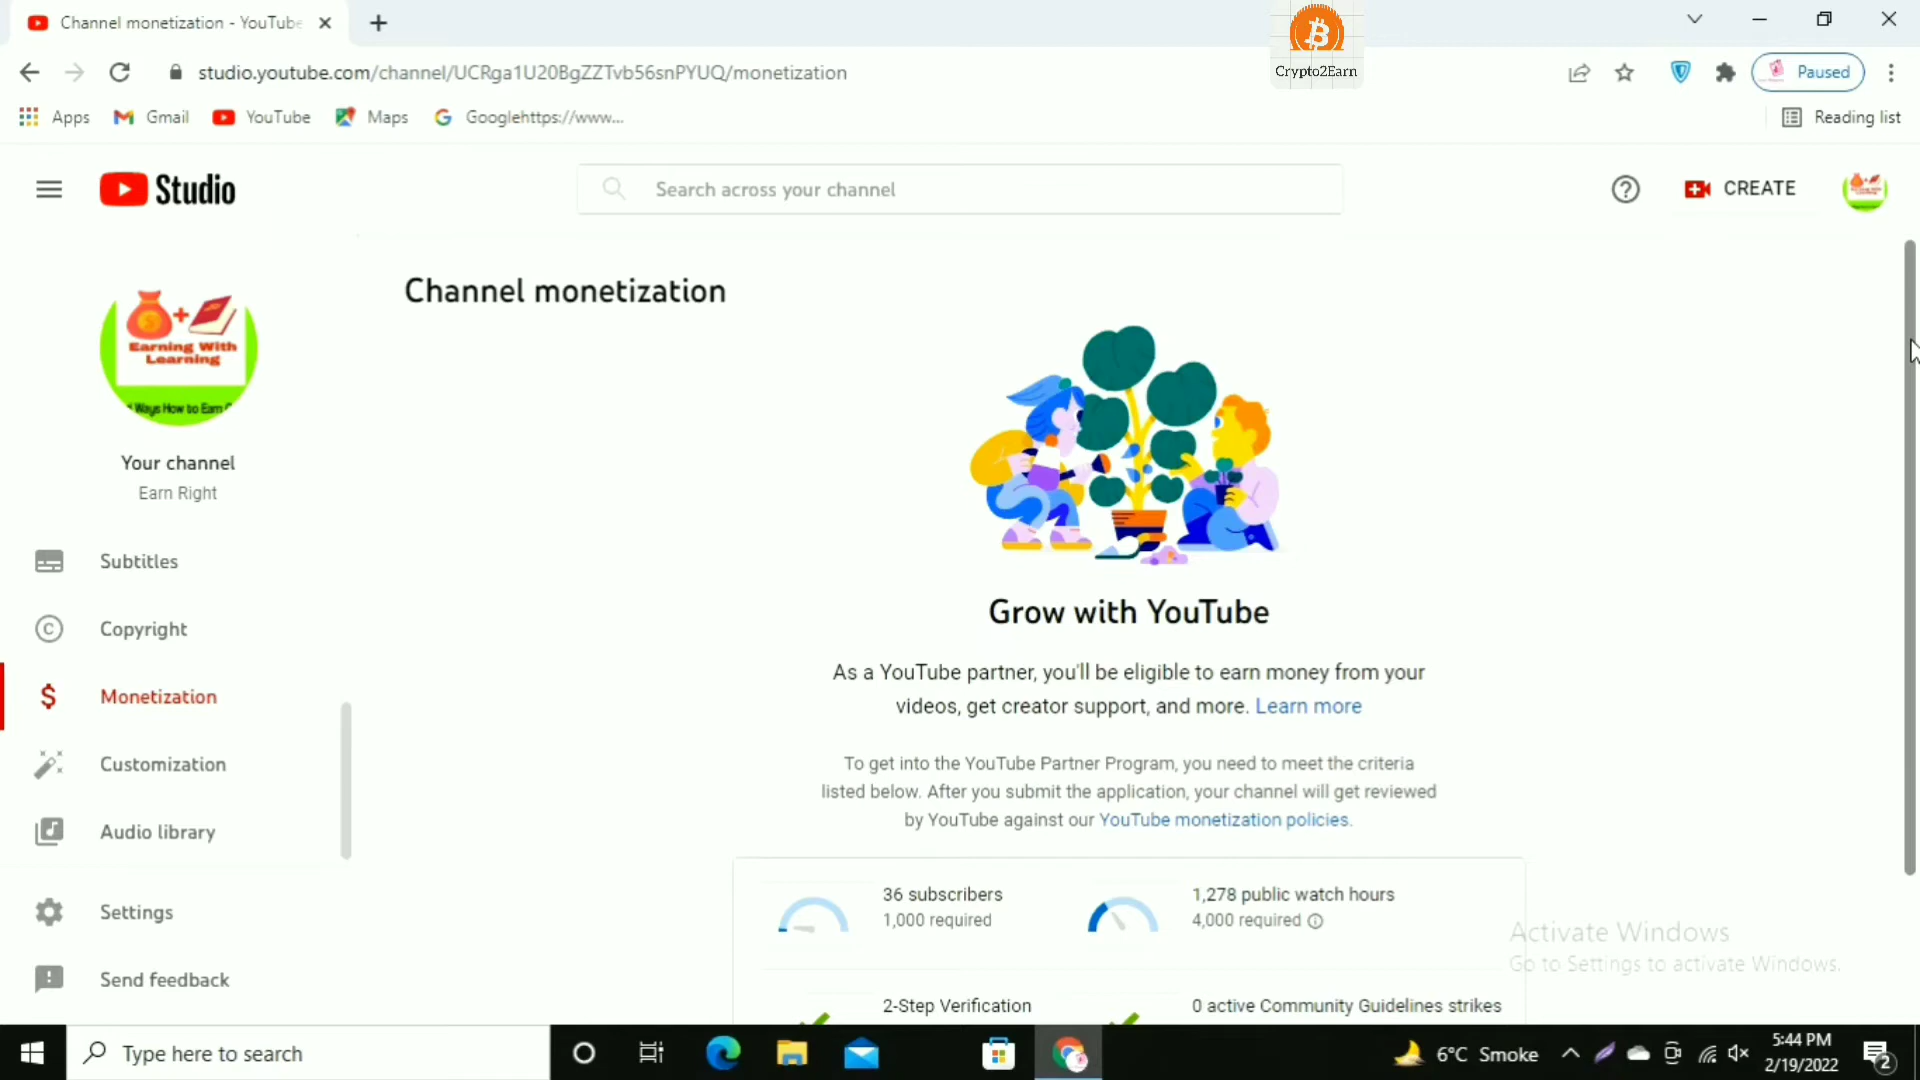 Channel monetization - YouTube
Crypto2Earn
studio.youtube.com/channel/UCRga1U20BgZZTvb56snPYUQ/monetization
Paused
Apps
Gmail
YouTube
Maps
Googlehttps://www...
Reading list
Studio
Search across your channel
CREATE
Channel monetization
Earning With
Learning
Ways How to Earn
Your channel
Earn Right
Subtitles
Copyright
Monetization
Customization
Audio library
Settings
Send feedback
Grow with YouTube
As a YouTube partner, you'll be eligible to earn money from your
videos, get creator support, and more. Learn more
To get into the YouTube Partner Program, you need to meet the criteria
listed below. After you submit the application, your channel will get reviewed
by YouTube against our YouTube monetization policies.
36 subscribers
1,000 required
1,278 public watch hours
4,000 required
2-Step Verification
0 active Community Guidelines strikes
Activate Windows
Go to Settings to activate Windows.
Type here to search
6°C Smoke
5:44 PM
2/19/2022
2